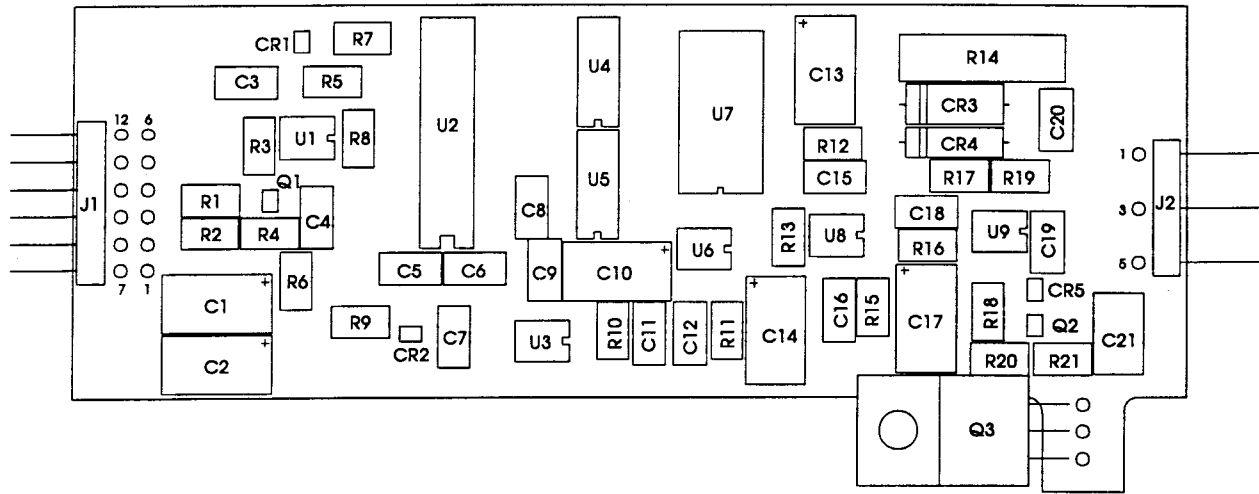 CR1
R7
C3
R5
U2
U4
U7
+
C13
R14
CR3
C20
CR4
12 6
R3
U1
R8
U5
R12
C15
R17
R19
1
J1
Q1
R1
C4
C8
R2
R4
R13
U8
C18
R16
U9
C19
3
J2
5
7 1
R6
C5
C6
C9
+
C10
U6
+
C1
+
C2
R9
CR2
C7
U3
R10
C11
C12
R11
+
C14
C16
R15
+
C17
R18
CR5
Q2
C21
R20
R21
Q3